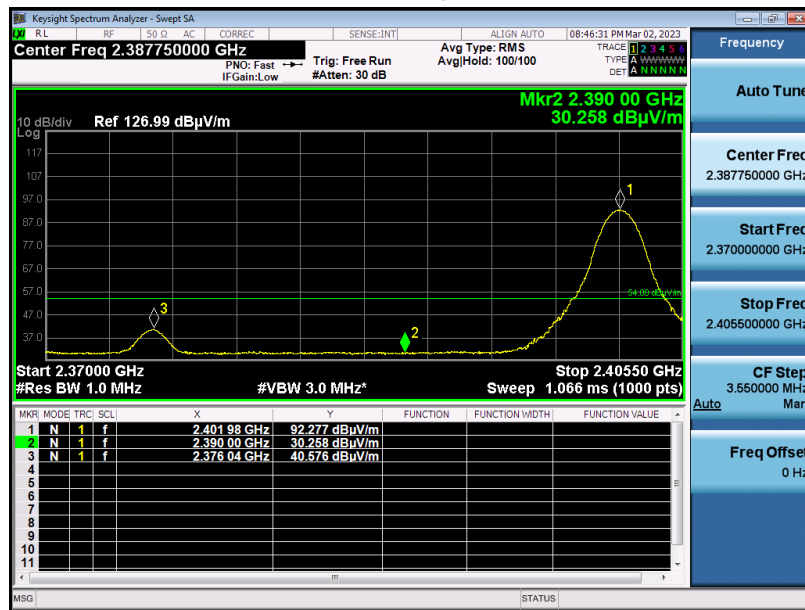 Keysight Spectrum Analyzer - Swept SA
LXI RL RF 50 Ω AC CORREC SENSE:INT ALIGN AUTO 08:46:31 PM Mar 02, 2023
Center Freq 2.387750000 GHz
PNO: Fast
IFGain:Low
Trig: Free Run
#Atten: 30 dB
Avg Type: RMS
Avg|Hold: 100/100
TRACE 1 2 3 4 5 6
TYPE A WWWWW
DET A N N N N N
Mkr2 2.390 00 GHz
30.258 dBµV/m
10 dB/div Ref 126.99 dBµV/m
Log
117
107
97.0
87.0
77.0
67.0
57.0
47.0
37.0
1
54.00 dBµV/m
3
2
Start 2.37000 GHz Stop 2.40550 GHz
#Res BW 1.0 MHz #VBW 3.0 MHz* Sweep 1.066 ms (1000 pts)
MKR MODE TRC SCL X Y FUNCTION FUNCTION WIDTH FUNCTION VALUE
1 N 1 f 2.401 98 GHz 92.277 dBµV/m
2 N 1 f 2.390 00 GHz 30.258 dBµV/m
3 N 1 f 2.376 04 GHz 40.576 dBµV/m
4
5
6
7
8
9
10
11
MSG STATUS
Frequency
Auto Tune
Center Freq
2.387750000 GHz
Start Freq
2.370000000 GHz
Stop Freq
2.405500000 GHz
CF Step
3.550000 MHz
Auto Man
Freq Offset
0 Hz